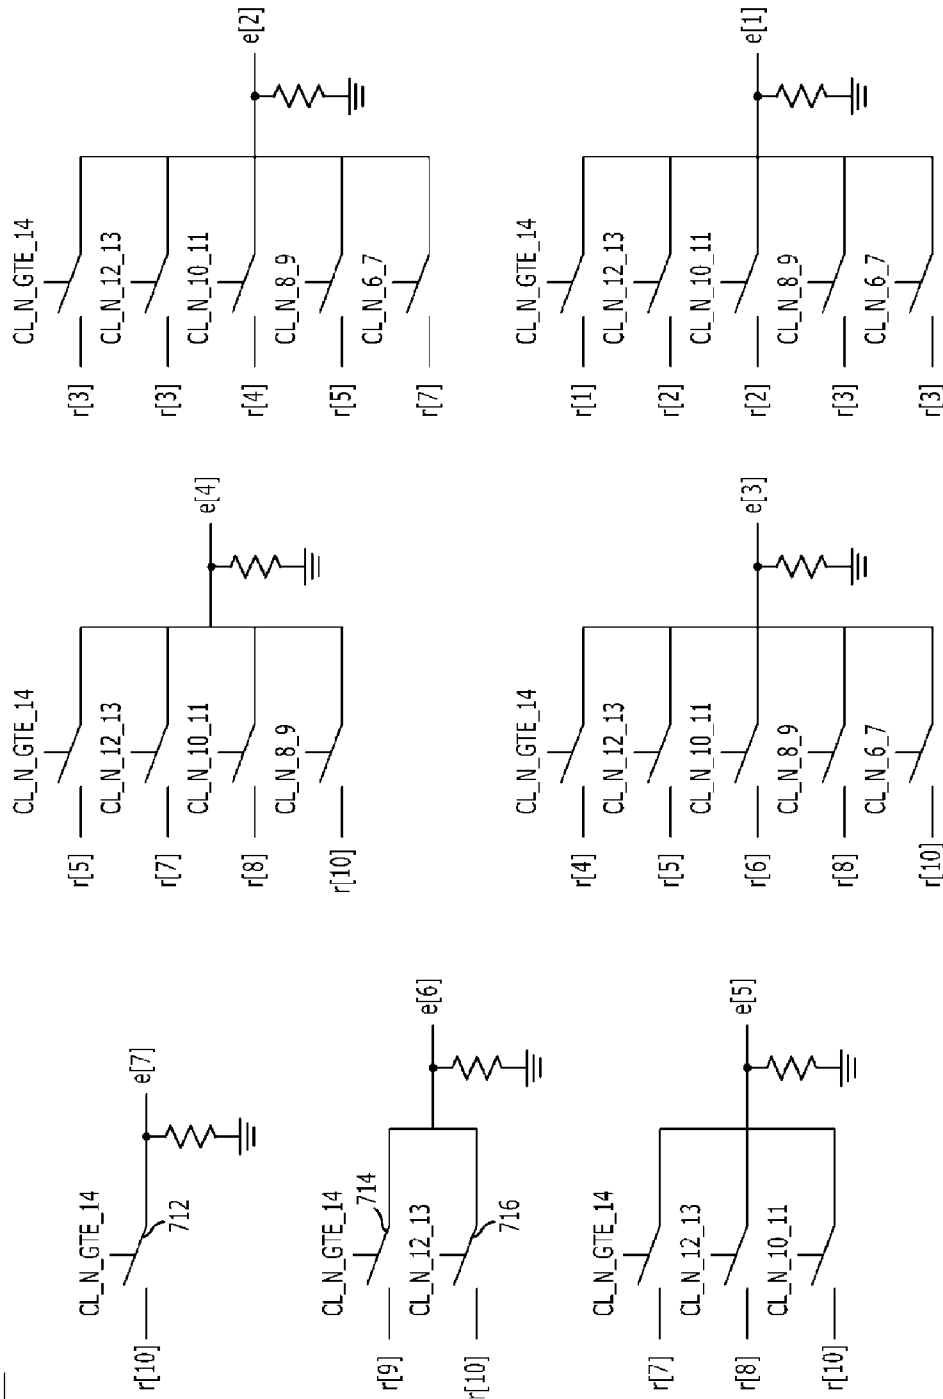 CL_N_GTE_14
r[3]
CL_N_12_13
r[3]
CL_N_10_11
r[4]
CL_N_8_9
r[5]
CL_N_6_7
r[7]
e[2]
CL_N_GTE_14
r[1]
CL_N_12_13
r[2]
CL_N_10_11
r[2]
CL_N_8_9
r[3]
CL_N_6_7
r[3]
e[1]
CL_N_GTE_14
r[5]
CL_N_12_13
r[7]
CL_N_10_11
r[8]
CL_N_8_9
r[10]
e[4]
CL_N_GTE_14
r[4]
CL_N_12_13
r[5]
CL_N_10_11
r[6]
CL_N_8_9
r[8]
CL_N_6_7
r[10]
e[3]
CL_N_GTE_14
r[10]
712
e[7]
CL_N_GTE_14
714
r[9]
CL_N_12_13
716
r[10]
e[6]
CL_N_GTE_14
r[7]
CL_N_12_13
r[8]
CL_N_10_11
r[10]
e[5]